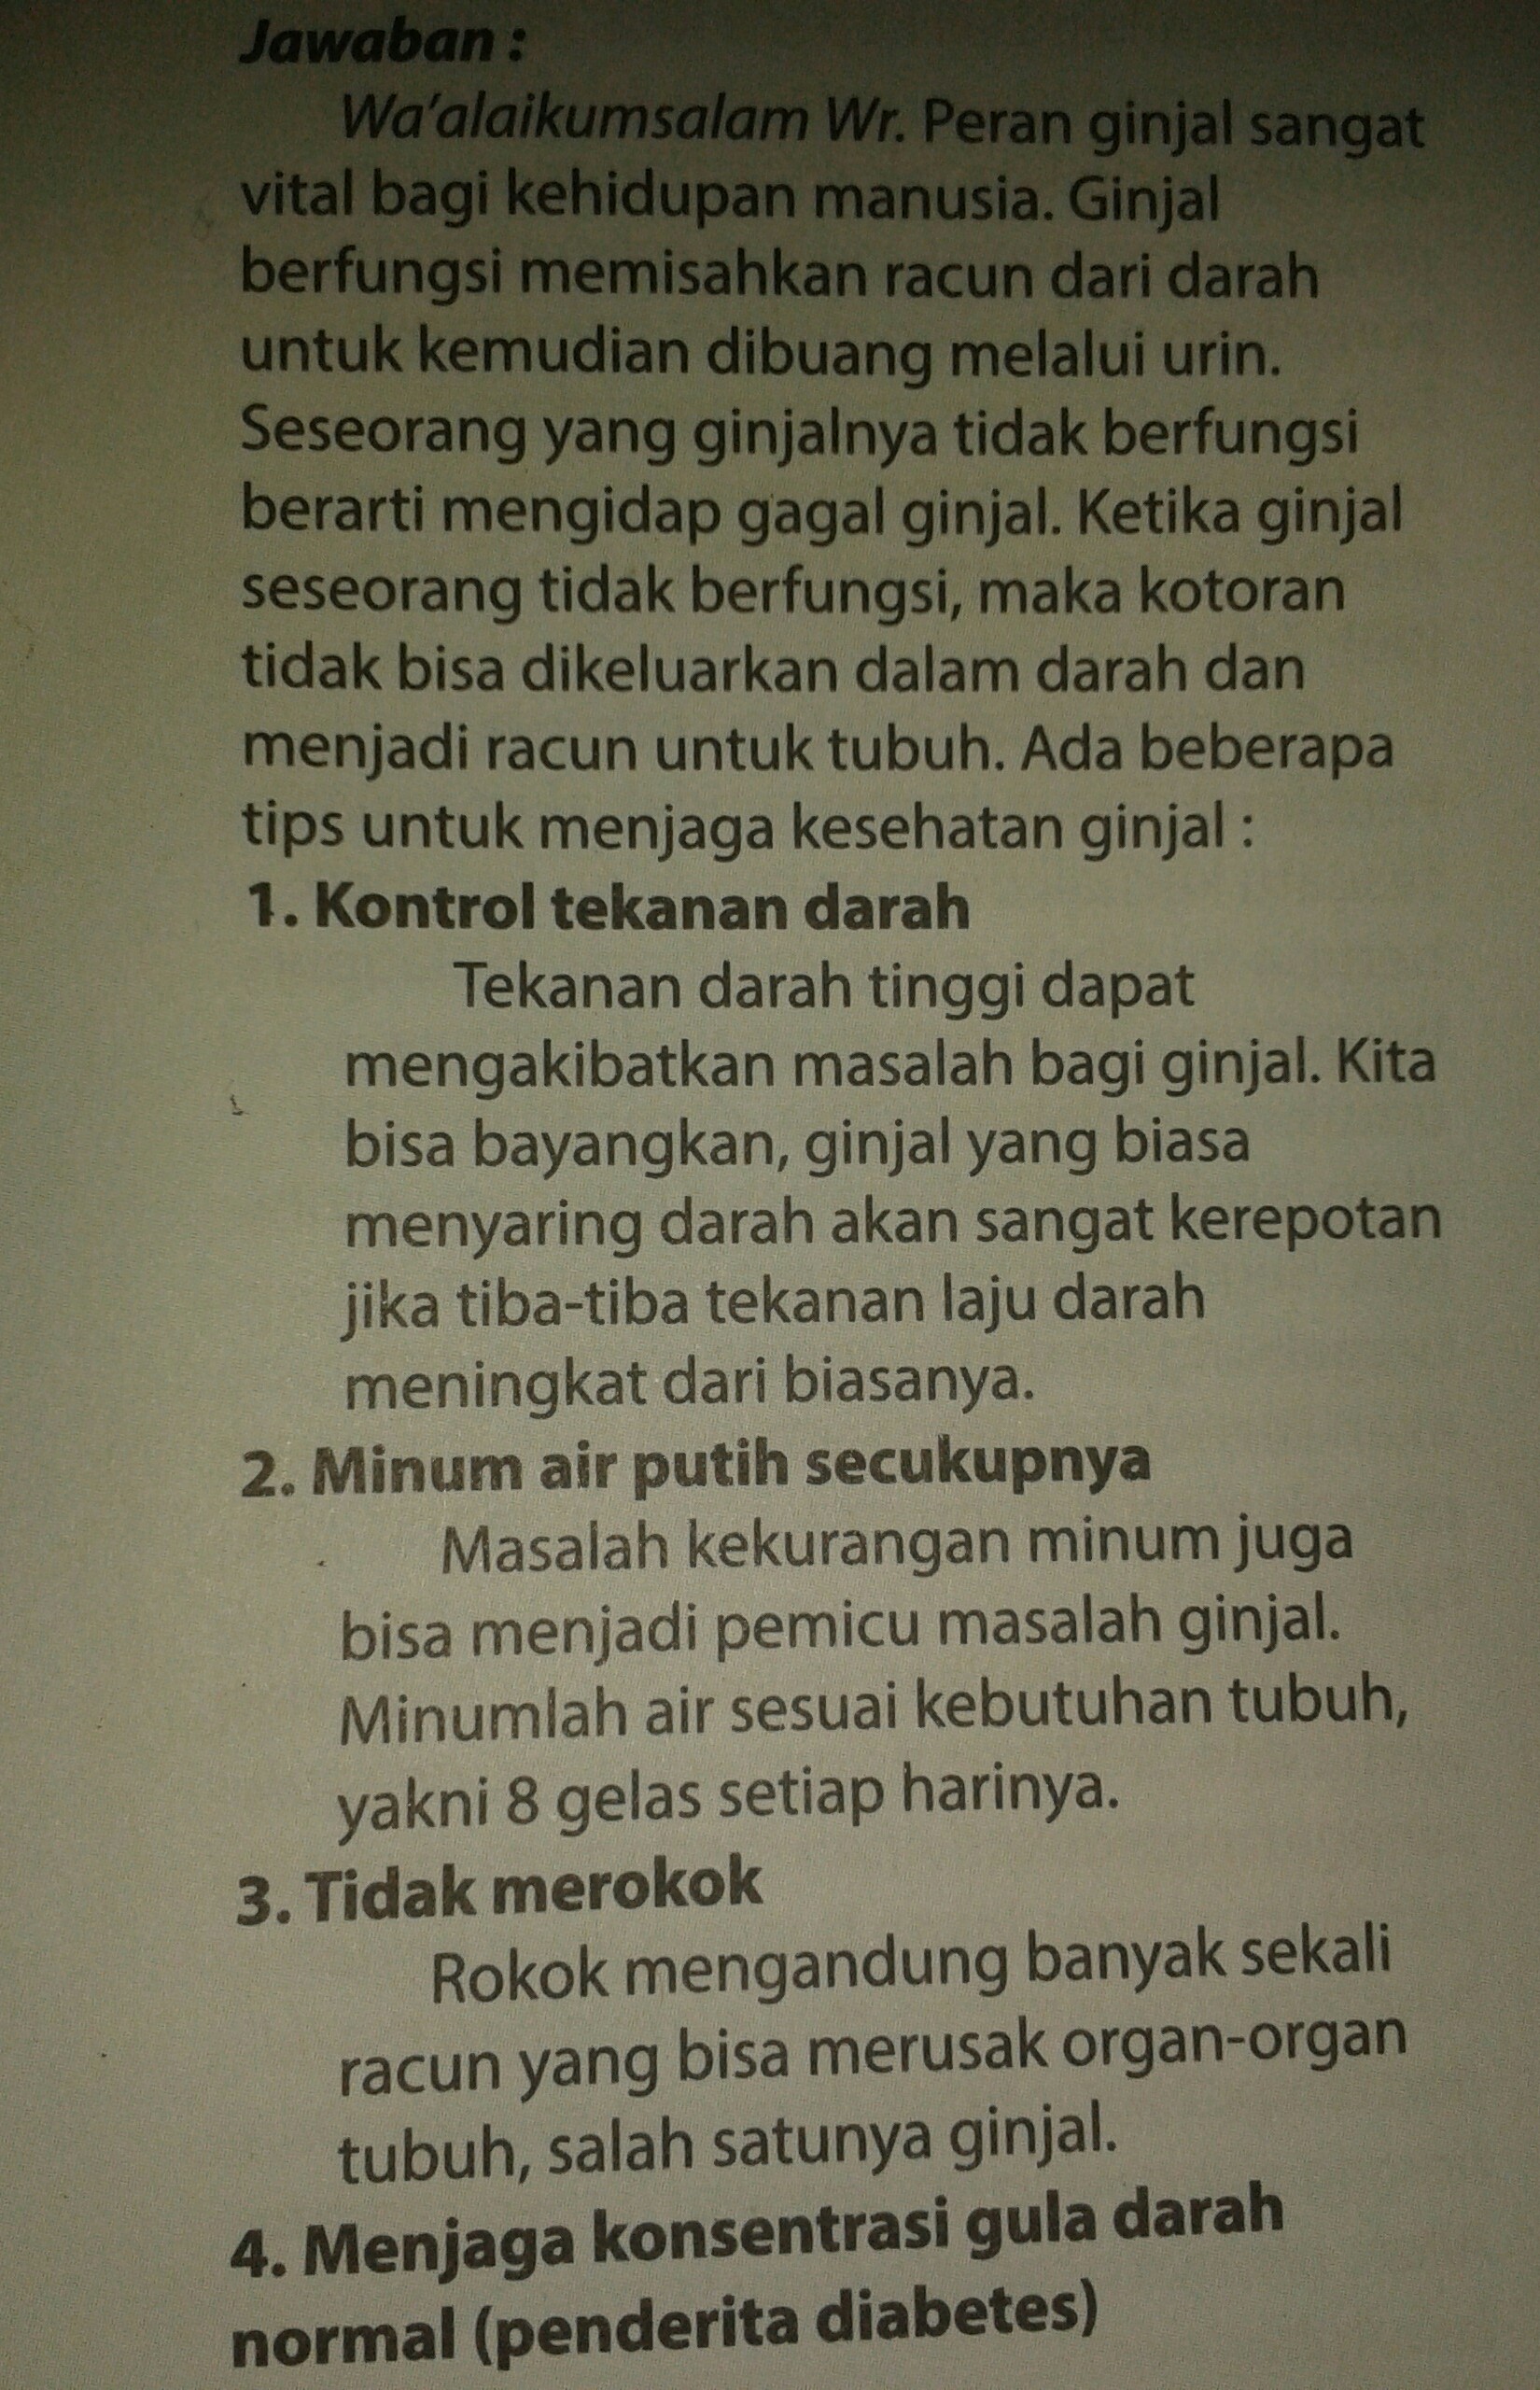 Jawaban :
Wa'alaikumsalam Wr. Peran ginjal sangat
vital bagi kehidupan manusia. Ginjal
berfungsi memisahkan racun dari darah
untuk kemudian dibuang melalui urin.
Seseorang yang ginjalnya tidak berfungsi
berarti mengidap gagal ginjal. Ketika ginjal
seseorang tidak berfungsi, maka kotoran
tidak bisa dikeluarkan dalam darah dan
menjadi racun untuk tubuh. Ada beberapa
tips untuk menjaga kesehatan ginjal :
1. Kontrol tekanan darah
Tekanan darah tinggi dapat
mengakibatkan masalah bagi ginjal. Kita
bisa bayangkan, ginjal yang biasa
menyaring darah akan sangat kerepotan
jika tiba-tiba tekanan laju darah
meningkat dari biasanya.
2. Minum air putih secukupnya
Masalah kekurangan minum juga
bisa menjadi pemicu masalah ginjal.
Minumlah air sesuai kebutuhan tubuh,
yakni 8 gelas setiap harinya.
3. Tidak merokok
Rokok mengandung banyak sekali
racun yang bisa merusak organ-organ
tubuh, salah satunya ginjal.
4. Menjaga konsentrasi gula darah
normal (penderita diabetes)